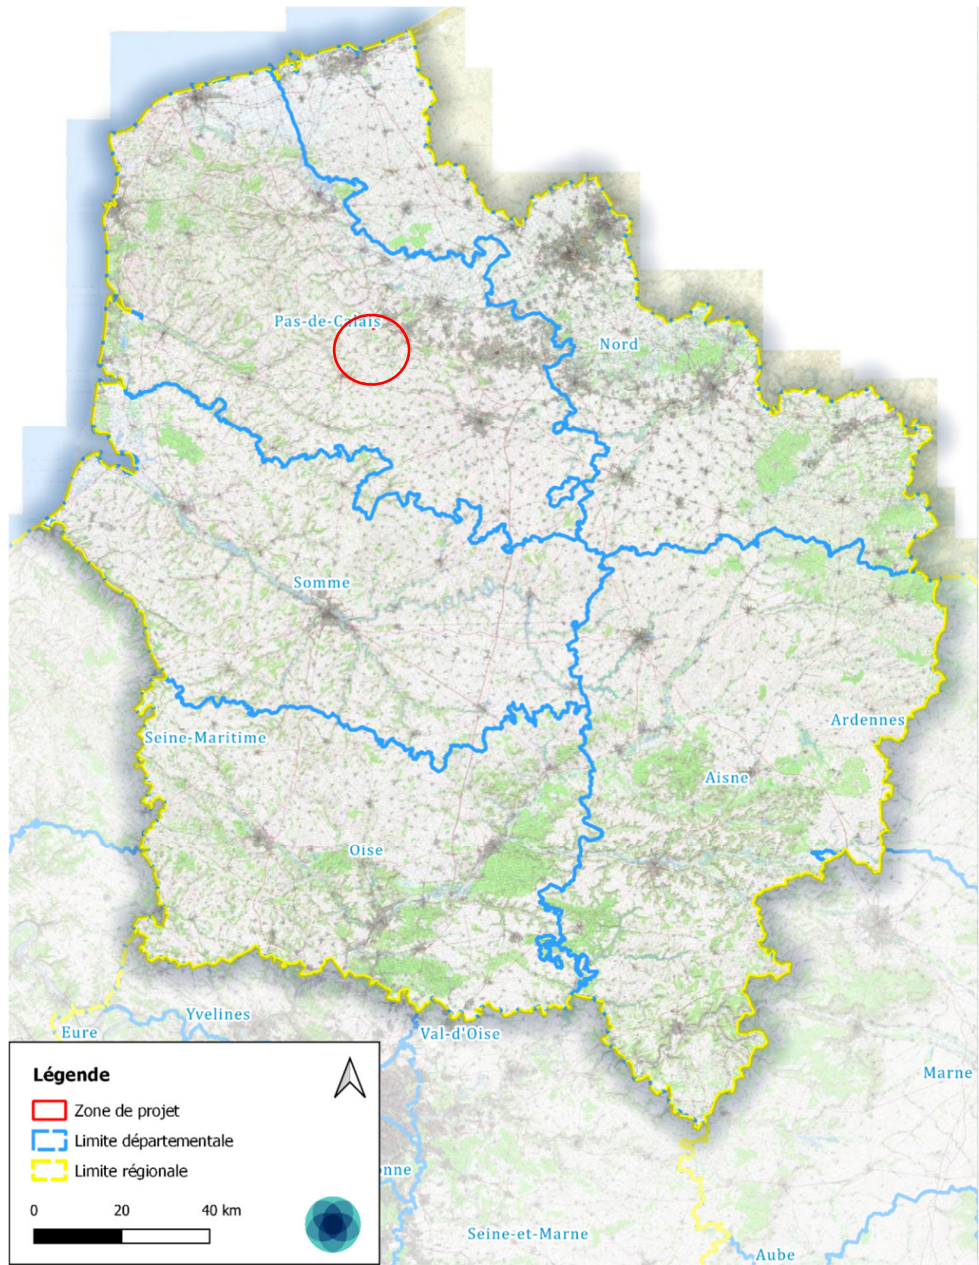 Pas-de-Calais
Nord
Somme
Seine-Maritime
Ardennes
Aisne
Oise
Yvelines
Eure
Val-d'Oise
Marne
Légende
Zone de projet
Limite départementale
Limite régionale
0 20 40 km
onne
Seine-et-Marne
Aube